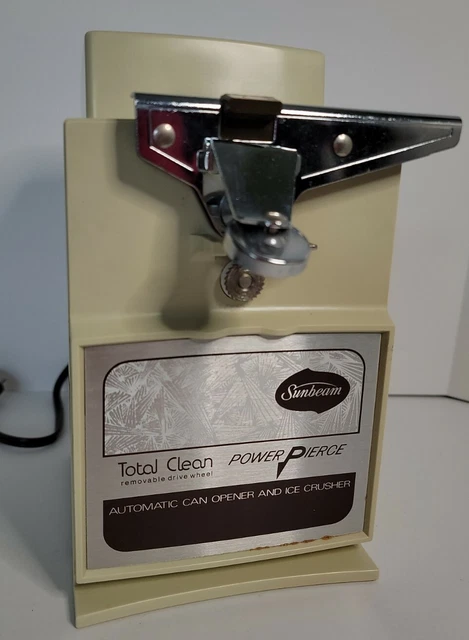 Sunbeam
Total Clean
removable drive wheel
POWER PIERCE
AUTOMATIC CAN OPENER AND ICE CRUSHER